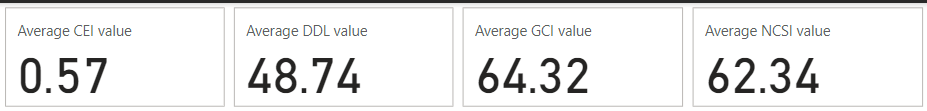 Average CEI value
0.57
Average DDL value
48.74
Average GCI value
64.32
Average NCSI value
62.34